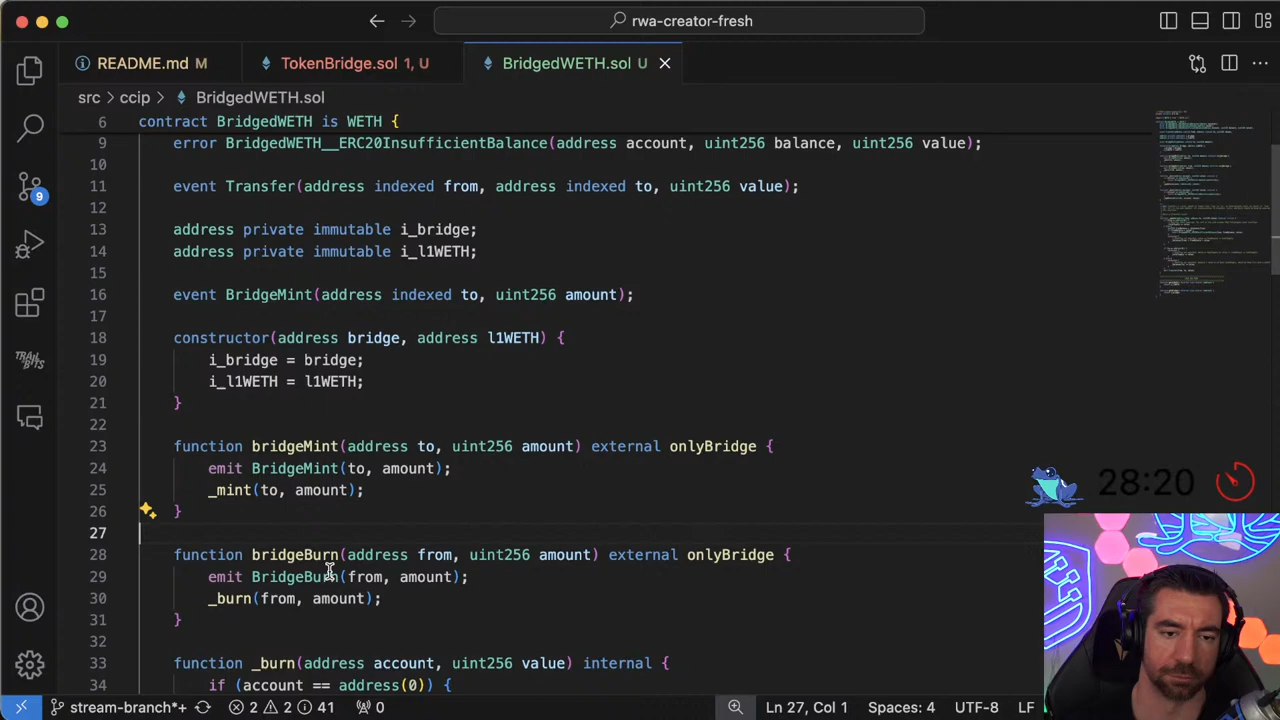 rwa-creator-fresh
README.md M
TokenBridge.sol 1, U
BridgedWETH.sol U
src > ccip > BridgedWETH.sol
6 contract BridgedWETH is WETH {
9 error BridgedWETH__ERC20InsufficientBalance(address account, uint256 balance, uint256 value);
10
11 event Transfer(address indexed from, address indexed to, uint256 value);
12
13 address private immutable i_bridge;
14 address private immutable i_l1WETH;
15
16 event BridgeMint(address indexed to, uint256 amount);
17
18 constructor(address bridge, address l1WETH) {
19 i_bridge = bridge;
20 i_l1WETH = l1WETH;
21 }
22
23 function bridgeMint(address to, uint256 amount) external onlyBridge {
24 emit BridgeMint(to, amount);
25 _mint(to, amount);
26 }
27
28 function bridgeBurn(address from, uint256 amount) external onlyBridge {
29 emit BridgeBurn(from, amount);
30 _burn(from, amount);
31 }
32
33 function _burn(address account, uint256 value) internal {
34 if (account == address(0)) {
9
TRAIL OF BITS
28:20
stream-branch*+ 2 2 41 0 Ln 27, Col 1 Spaces: 4 UTF-8 LF